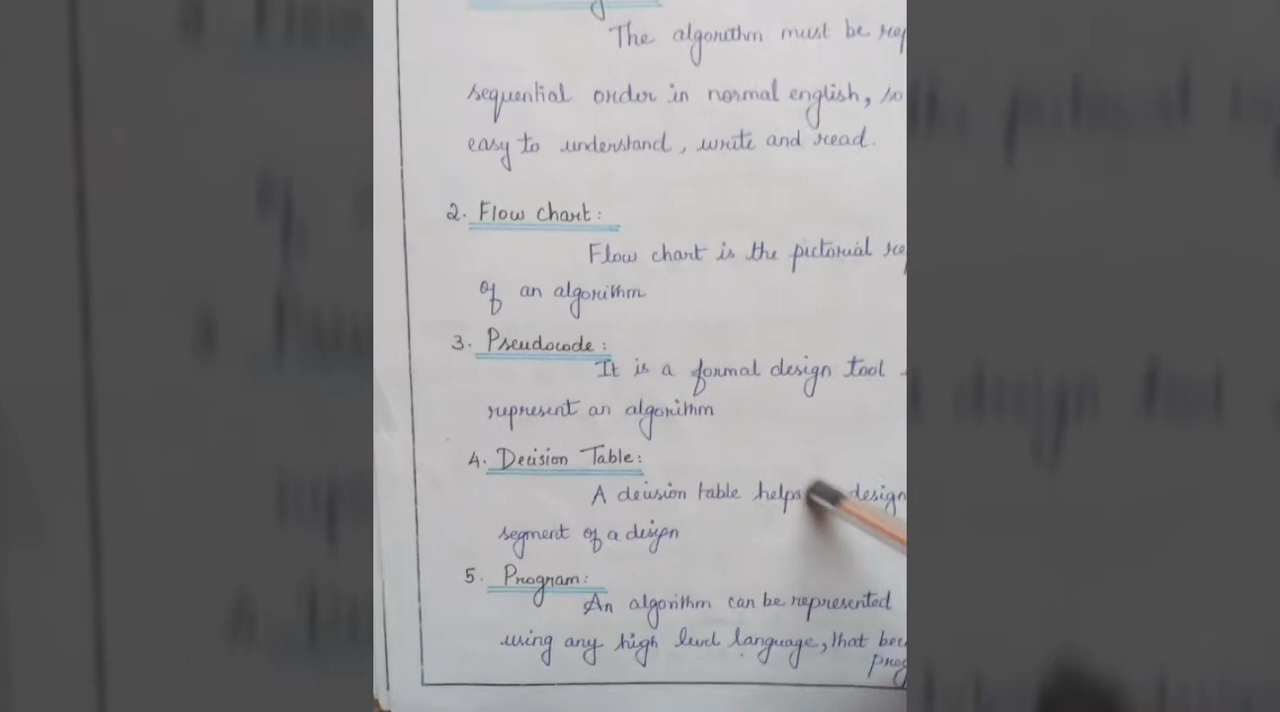 The algorithm must be rep
sequential order in normal english, so
easy to understand, write and read.
2. Flow chart:
Flow chart is the pictorial re
of an algorithm
3. Pseudocode:
It is a formal design tool
represent an algorithm
4. Decision Table:
A decision table helps design
segment of a design
5. Program:
An algorithm can be represented
using any high level language, that bec
prog